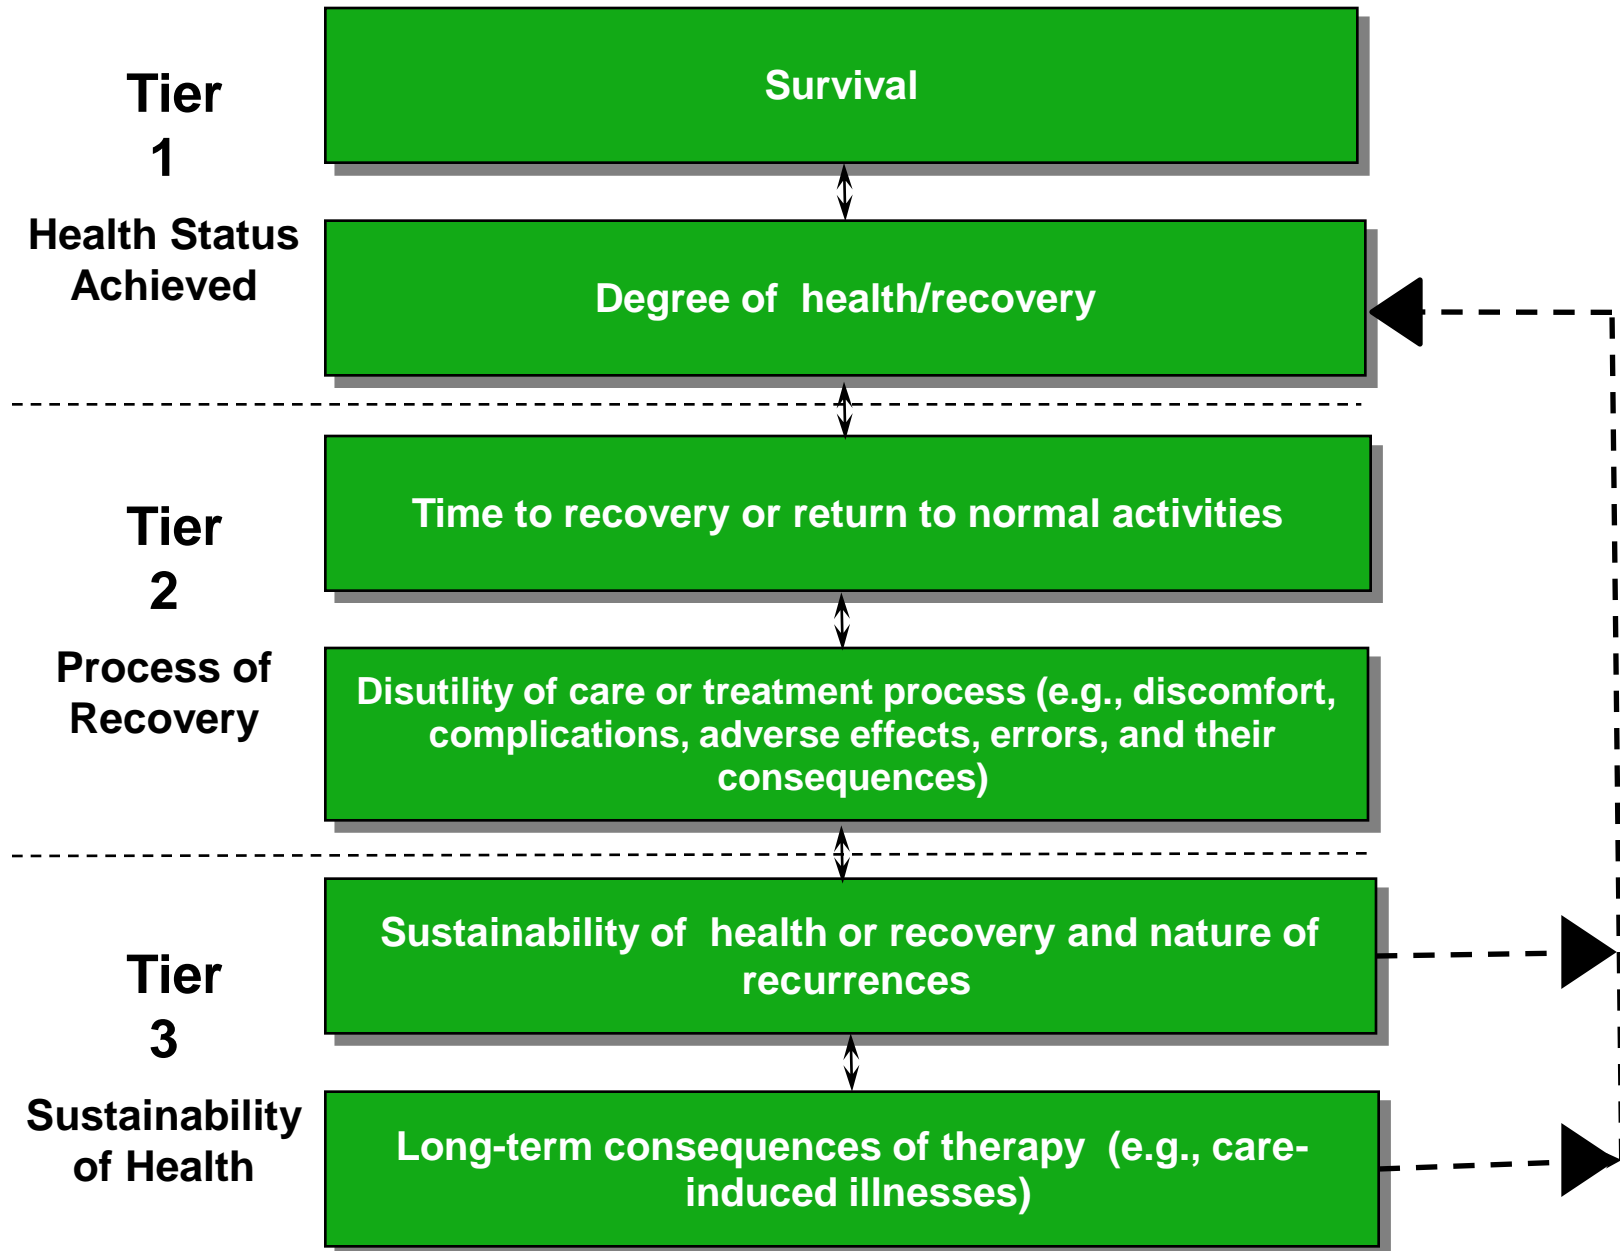 Tier
1
Health Status
Achieved
Survival
Degree of health/recovery
Tier
2
Process of
Recovery
Time to recovery or return to normal activities
Disutility of care or treatment process (e.g., discomfort,
complications, adverse effects, errors, and their
consequences)
Tier
3
Sustainability
of Health
Sustainability of health or recovery and nature of
recurrences
Long-term consequences of therapy (e.g., care-
induced illnesses)